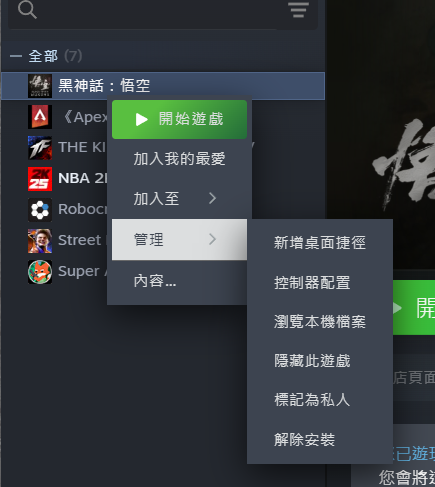 全部 (7)
黑神話：悟空
《Apex
開始遊戲
THE KI
加入我的最愛
NBA 2
加入至
Roboc
管理
Street
新增桌面捷徑
Super
內容...
控制器配置
瀏覽本機檔案
開
隱藏此遊戲
店頁面
標記為私人
解除安裝
已遊
您會將